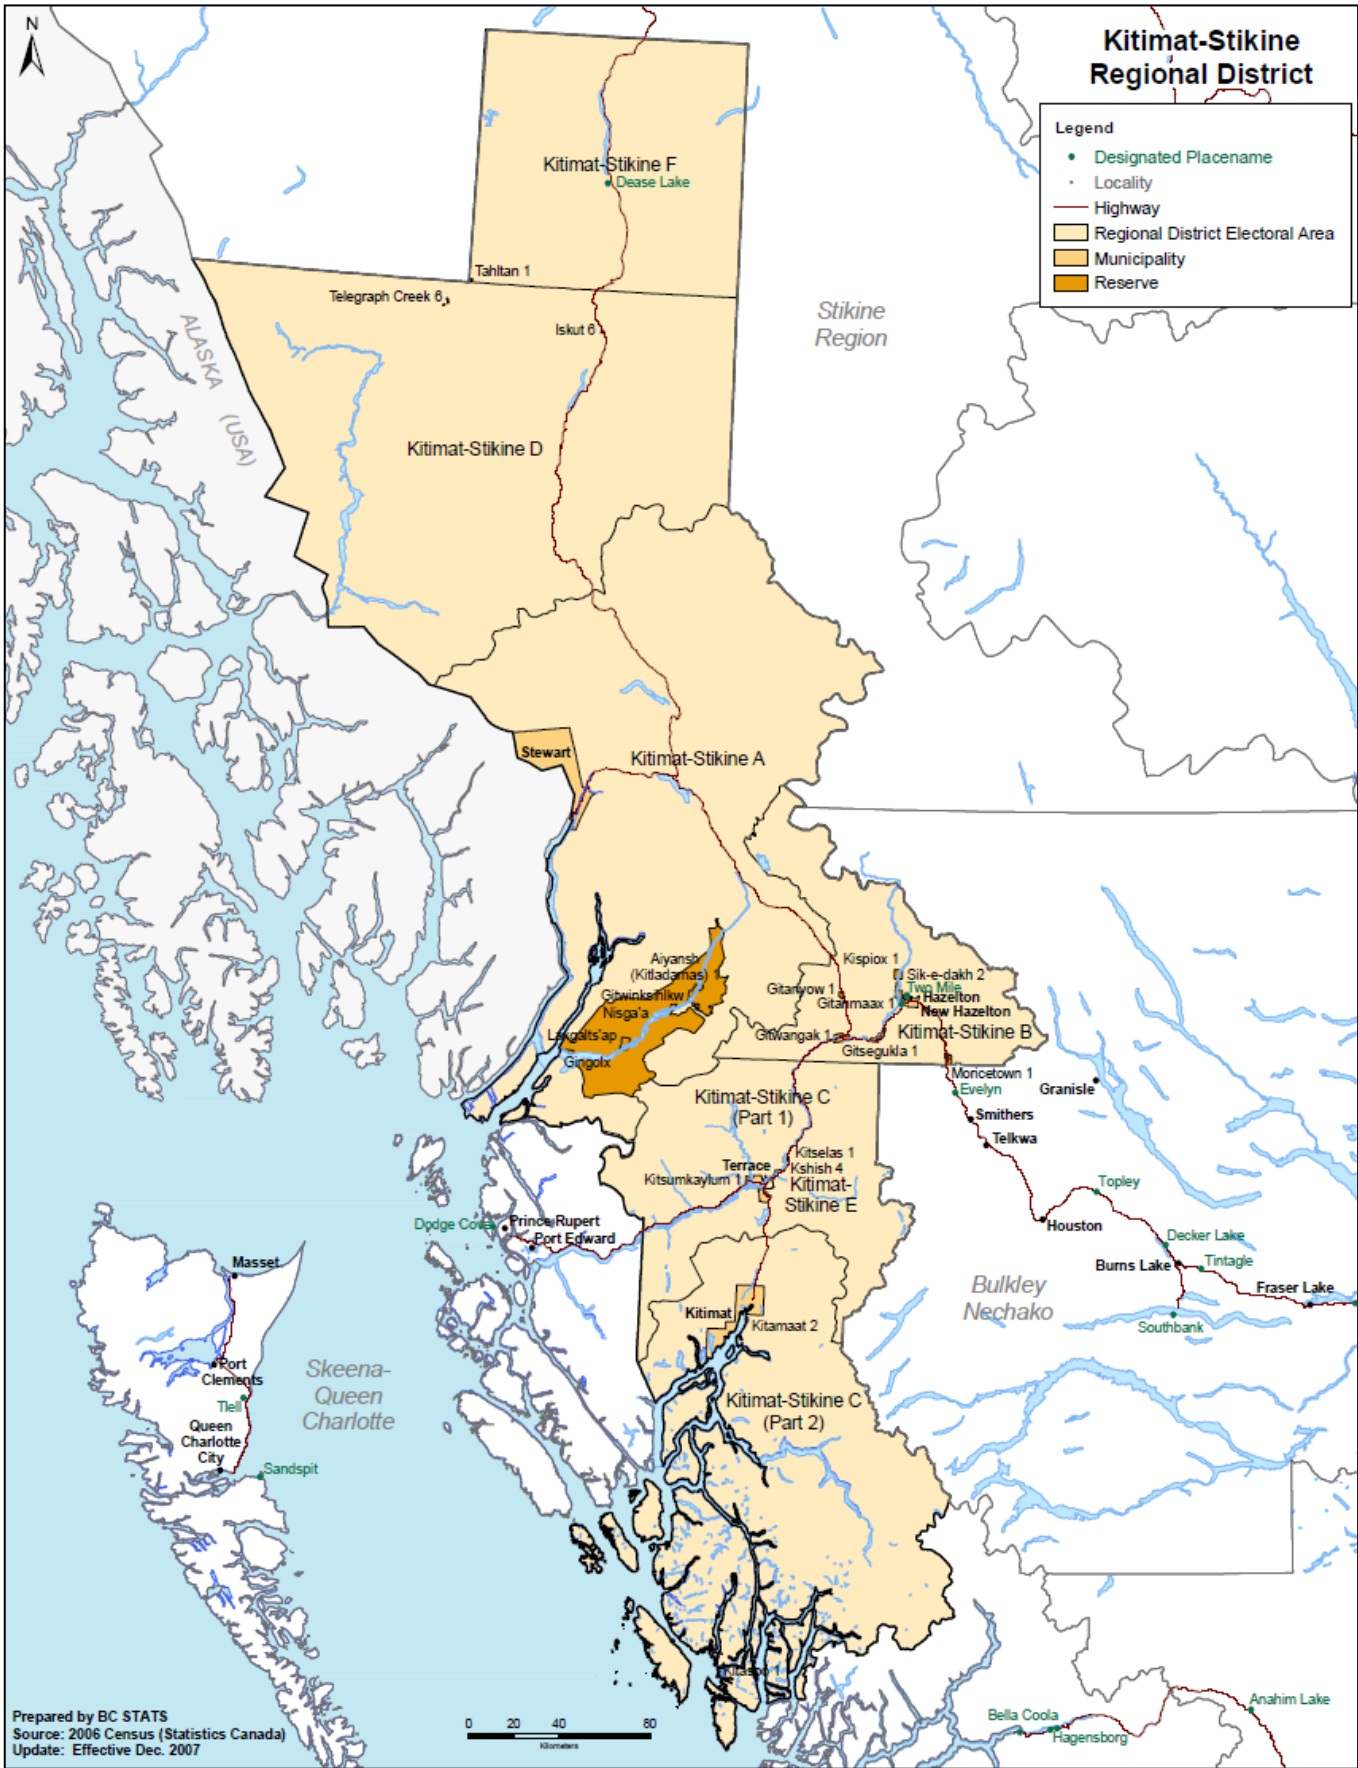 N
Kitimat-Stikine
Regional District
Legend
Designated Placename
Locality
Highway
Regional District Electoral Area
Municipality
Reserve
Kitimat-Stikine F
Dease Lake
Tahltan 1
Telegraph Creek 6
Iskut 6
Stikine
Region
ALASKA
(USA)
Kitimat-Stikine D
Stewart
Kitimat-Stikine A
Aiyansh
(Kitladamas) 1
Kispiox 1
Sik-e-dakh 2
Gitanyow 1
Two Mile
Gitwinksihlkw
Gitanmaax 1
Hazelton
Nisga'a
New Hazelton
Lakgalts'ap
Gitwangak 1
Kitimat-Stikine B
Gitsegukla 1
Gingolx
Moricetown 1
Evelyn
Granisle
Kitimat-Stikine C
(Part 1)
Smithers
Telkwa
Kitselas 1
Terrace
Kshish 4
Kitsumkaylum 1
Kitimat-
Stikine E
Topley
Dodge Cove
Prince Rupert
Port Edward
Houston
Decker Lake
Masset
Burns Lake
Tintagle
Bulkley
Nechako
Fraser Lake
Kitimat
Kitamaat 2
Southbank
Port
Clements
Skeena-
Queen
Charlotte
Tlell
Kitimat-Stikine C
(Part 2)
Queen
Charlotte
City
Sandspit
Kitasoo 1
Anahim Lake
Bella Coola
Hagensborg
Prepared by BC STATS
Source: 2006 Census (Statistics Canada)
Update: Effective Dec. 2007
0 20 40 80
Kilometers